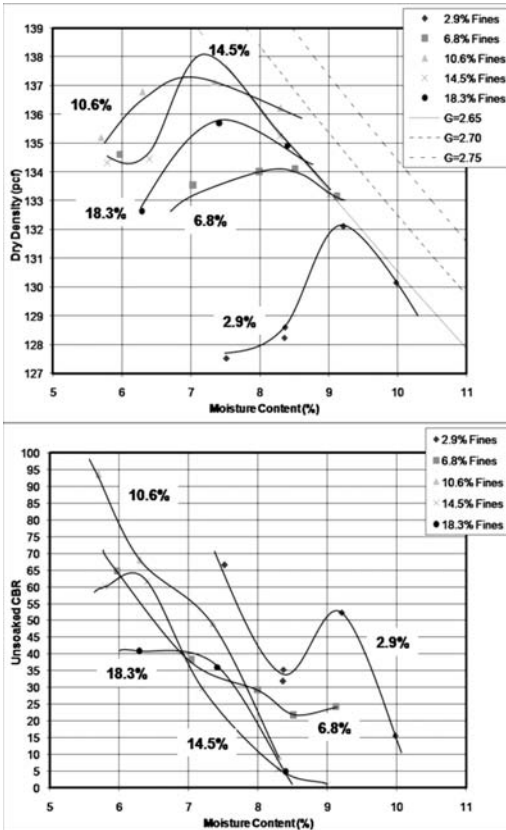 139
138
137
136
135
134
133
132
131
130
129
128
127
Dry Density (pcf)
14.5%
10.6%
18.3%
6.8%
2.9%
5 6 7 8 9 10 11
Moisture Content (%)
2.9% Fines
6.8% Fines
10.6% Fines
14.5% Fines
18.3% Fines
G=2.65
G=2.70
G=2.75
100
95
90
85
80
75
70
65
60
55
50
45
40
35
30
25
20
15
10
5
0
Unsoaked CBR
10.6%
18.3%
2.9%
6.8%
14.5%
5 6 7 8 9 10 11
Moisture Content (%)
2.9% Fines
6.8% Fines
10.6% Fines
14.5% Fines
18.3% Fines